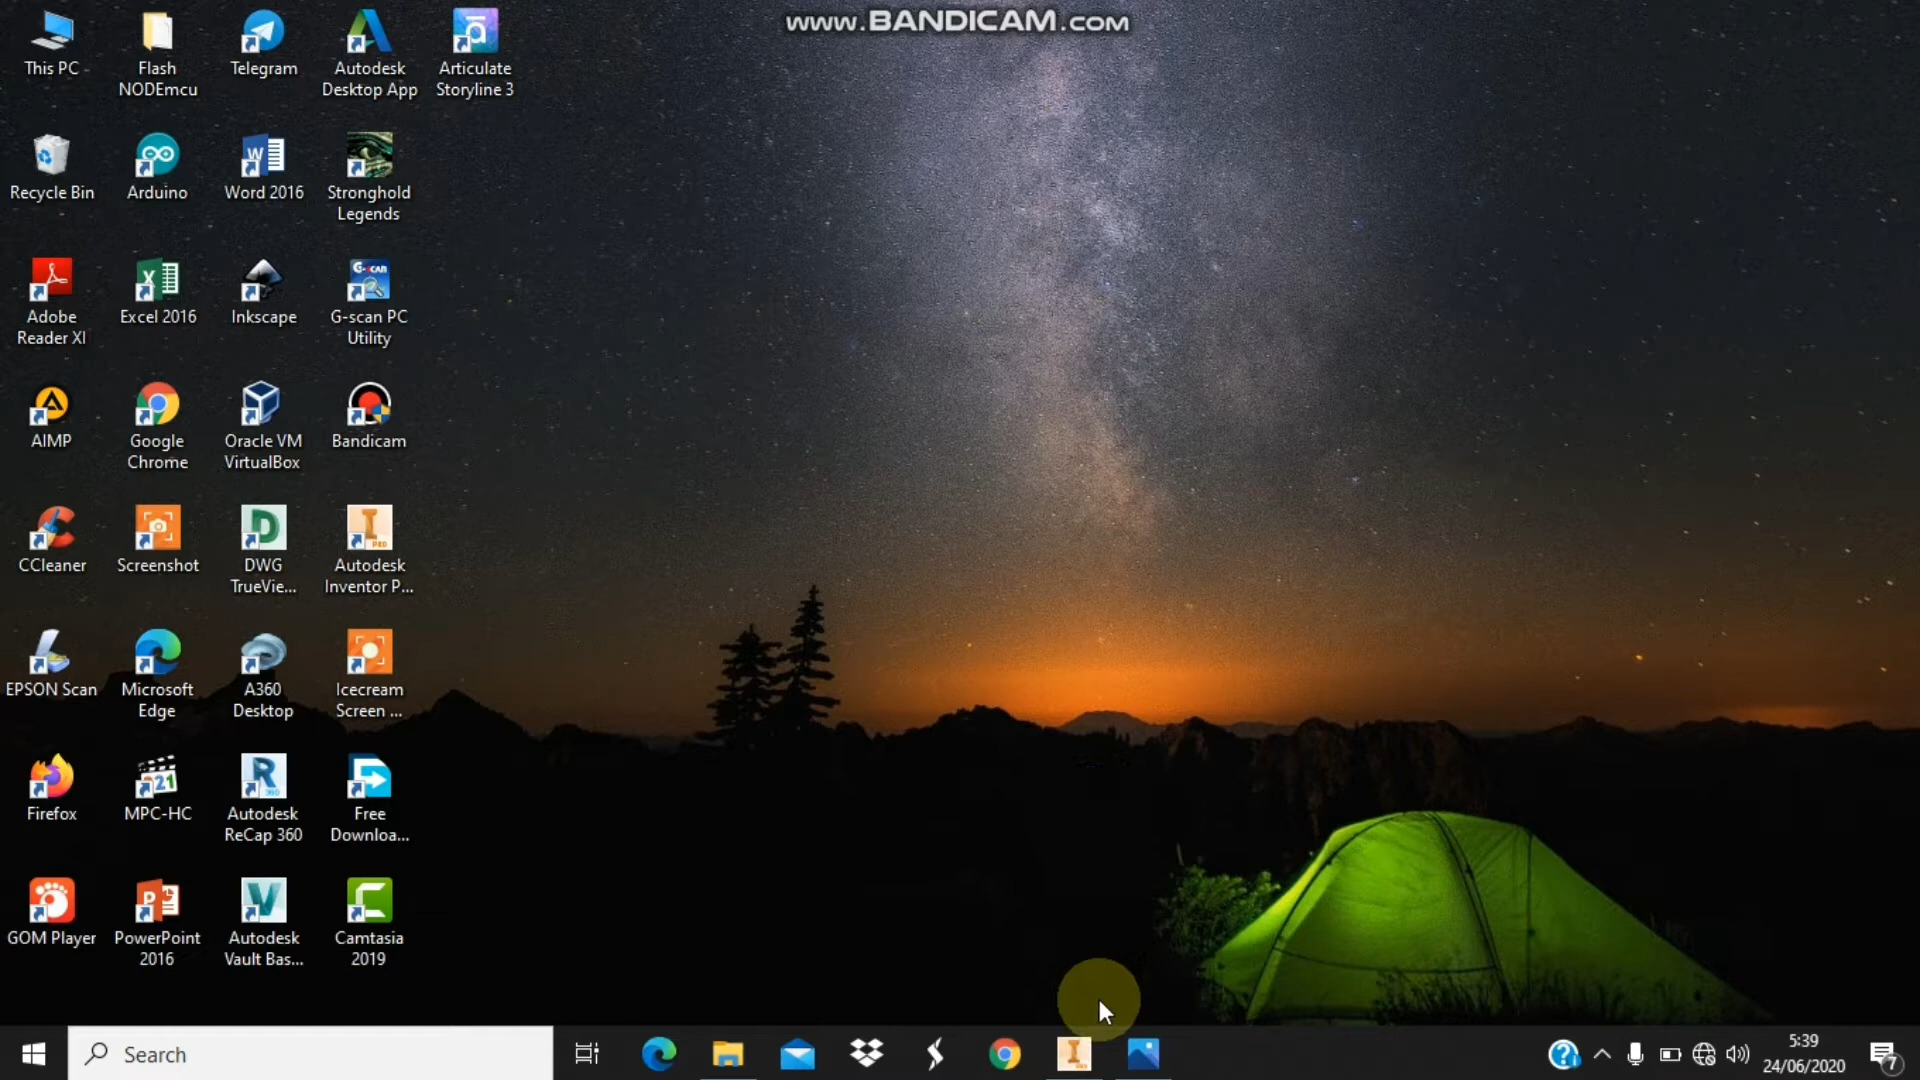 www.BANDICAM.com
This PC
Flash
NODEmcu
Telegram
Autodesk
Desktop App
Articulate
Storyline 3
Recycle Bin
Arduino
Word 2016
Stronghold
Legends
Adobe
Reader XI
Excel 2016
Inkscape
G-scan PC
Utility
AIMP
Google
Chrome
Oracle VM
VirtualBox
Bandicam
CCleaner
Screenshot
DWG
TrueVie...
Autodesk
Inventor P...
EPSON Scan
Microsoft
Edge
A360
Desktop
Icecream
Screen ...
Firefox
MPC-HC
Autodesk
ReCap 360
Free
Downloa...
GOM Player
PowerPoint
2016
Autodesk
Vault Bas...
Camtasia
2019
Search
5:39
24/06/2020
7